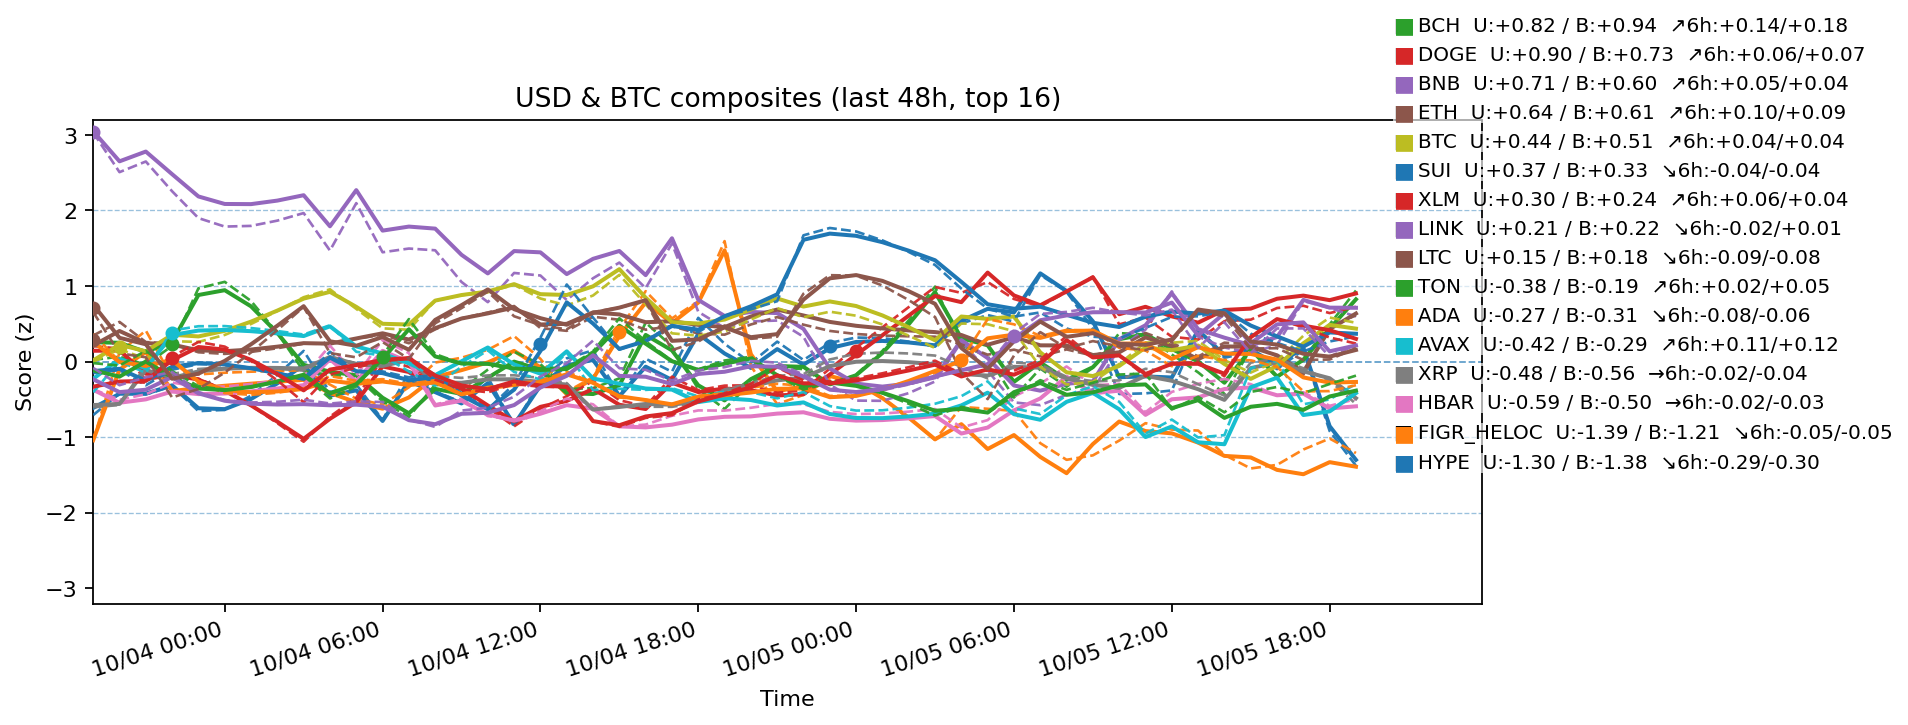 BCH U:+0.82 / B:+0.94 ↗6h:+0.14/+0.18
DOGE U:+0.90 / B:+0.73 ↗6h:+0.06/+0.07
BNB U:+0.71 / B:+0.60 ↗6h:+0.05/+0.04
ETH U:+0.64 / B:+0.61 ↗6h:+0.10/+0.09
BTC U:+0.44 / B:+0.51 ↗6h:+0.04/+0.04
SUI U:+0.37 / B:+0.33 ↘6h:-0.04/-0.04
XLM U:+0.30 / B:+0.24 ↗6h:+0.06/+0.04
LINK U:+0.21 / B:+0.22 ↘6h:-0.02/+0.01
LTC U:+0.15 / B:+0.18 ↘6h:-0.09/-0.08
TON U:-0.38 / B:-0.19 ↗6h:+0.02/+0.05
ADA U:-0.27 / B:-0.31 ↘6h:-0.08/-0.06
AVAX U:-0.42 / B:-0.29 ↗6h:+0.11/+0.12
XRP U:-0.48 / B:-0.56 →6h:-0.02/-0.04
HBAR U:-0.59 / B:-0.50 →6h:-0.02/-0.03
FIGR_HELOC U:-1.39 / B:-1.21 ↘6h:-0.05/-0.05
HYPE U:-1.30 / B:-1.38 ↘6h:-0.29/-0.30
USD & BTC composites (last 48h, top 16)
3
2
1
0
−1
−2
−3
Score (z)
10/04 00:00
10/04 06:00
10/04 12:00
10/04 18:00
10/05 00:00
10/05 06:00
10/05 12:00
10/05 18:00
Time